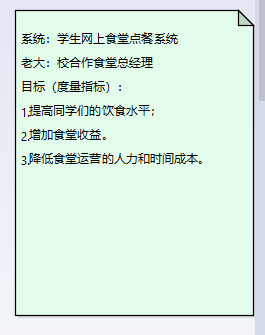 系统：学生网上食堂点餐系统
老大：校合作食堂总经理
目标（度量指标）：
1,提高同学们的饮食水平；
2,增加食堂收益。
3,降低食堂运营的人力和时间成本。